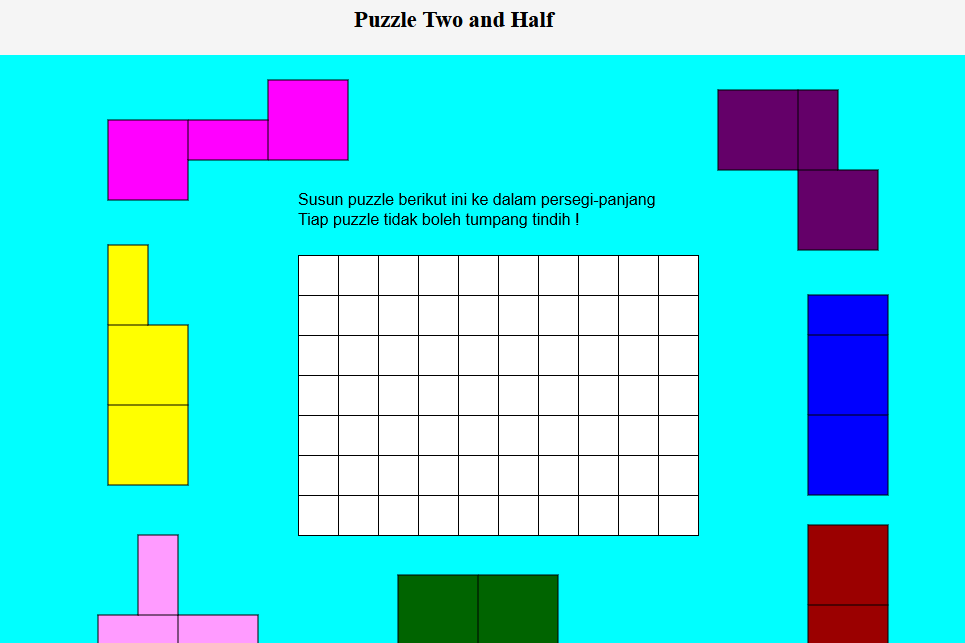 Puzzle Two and Half
Susun puzzle berikut ini ke dalam persegi-panjang
Tiap puzzle tidak boleh tumpang tindih !